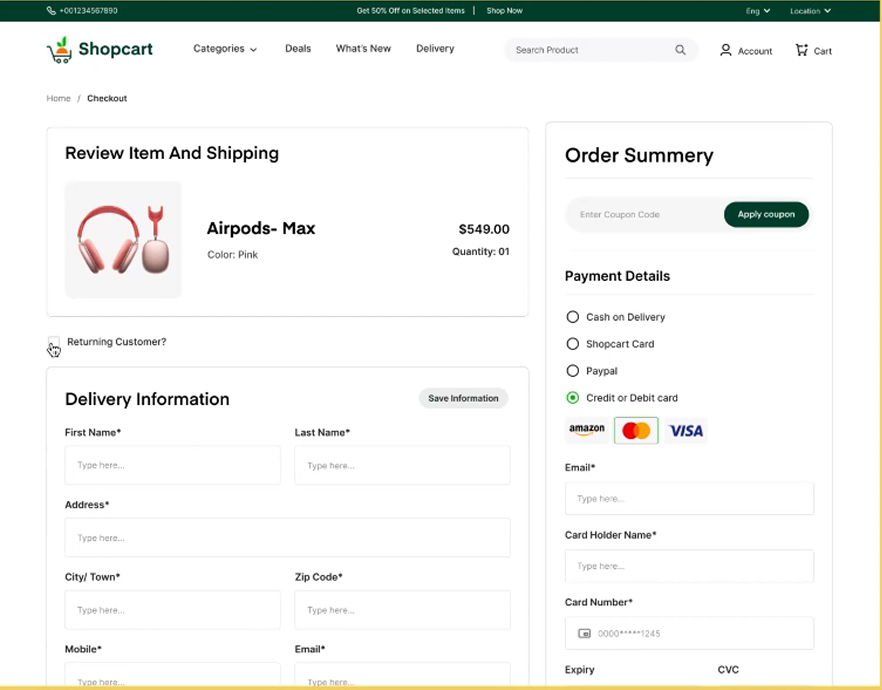 +001234567890
Get 50% Off on Selected Items | Shop Now
Eng
Location
Shopcart
Categories
Deals
What's New
Delivery
Search Product
Account
Cart
Home / Checkout
Review Item And Shipping
Airpods- Max
Color: Pink
$549.00
Quantity: 01
Returning Customer?
Delivery Information
Save Information
First Name*
Last Name*
Type here...
Type here...
Address*
Type here...
City/ Town*
Zip Code*
Type here...
Type here...
Mobile*
Email*
Type here...
Type here...
Order Summery
Enter Coupon Code
Apply coupon
Payment Details
Cash on Delivery
Shopcart Card
Paypal
Credit or Debit card
amazon
VISA
Email*
Type here...
Card Holder Name*
Type here...
Card Number*
0000*****1245
Expiry
CVC